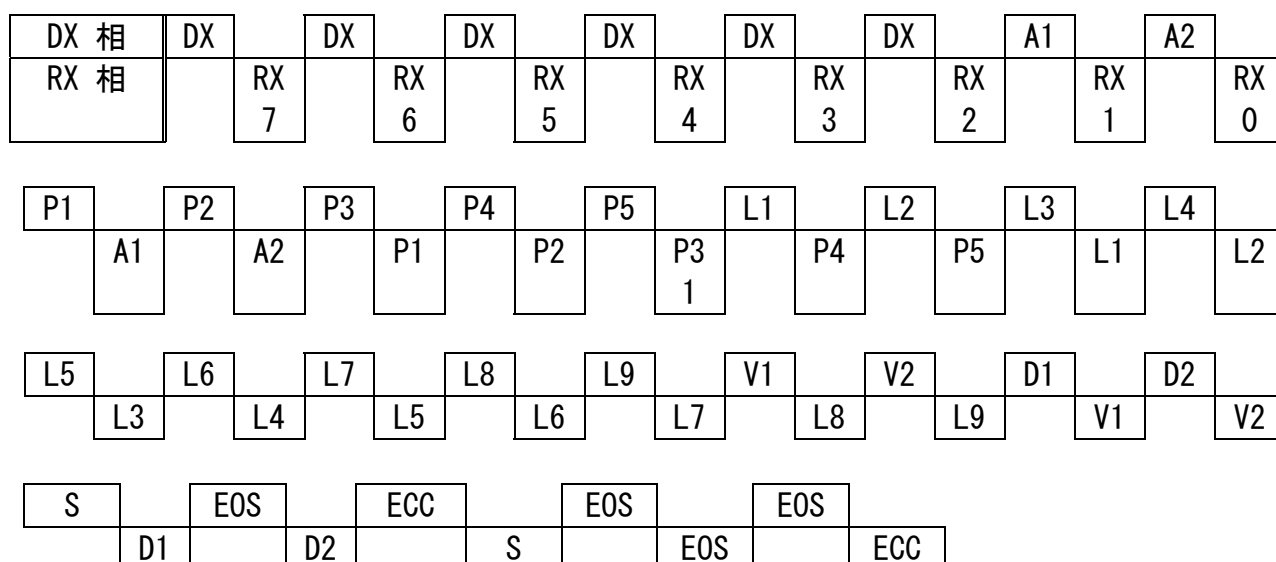 DX 相 DX DX DX DX DX DX A1 A2
RX 相 RX RX RX RX RX RX RX RX
7 6 5 4 3 2 1 0
P1 P2 P3 P4 P5 L1 L2 L3 L4
A1 A2 P1 P2 P3 P4 P5 L1 L2
1
L5 L6 L7 L8 L9 V1 V2 D1 D2
L3 L4 L5 L6 L7 L8 L9 V1 V2
S EOS ECC EOS EOS
D1 D2 S EOS ECC